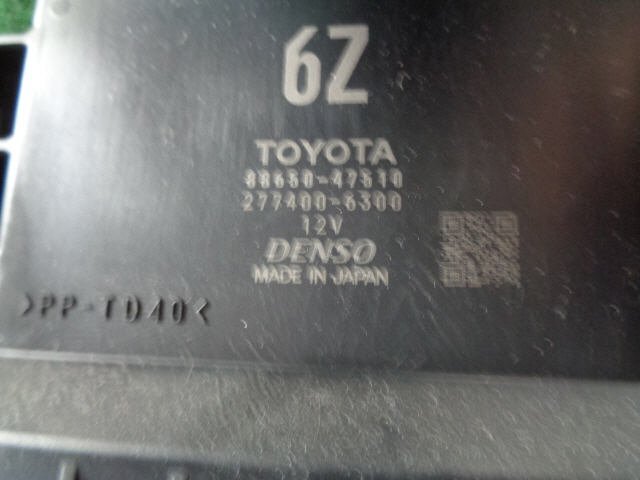 6Z
TOYOTA
88650-47510
277400-6300
12V
DENSO
MADE IN JAPAN
>PP-TD40<